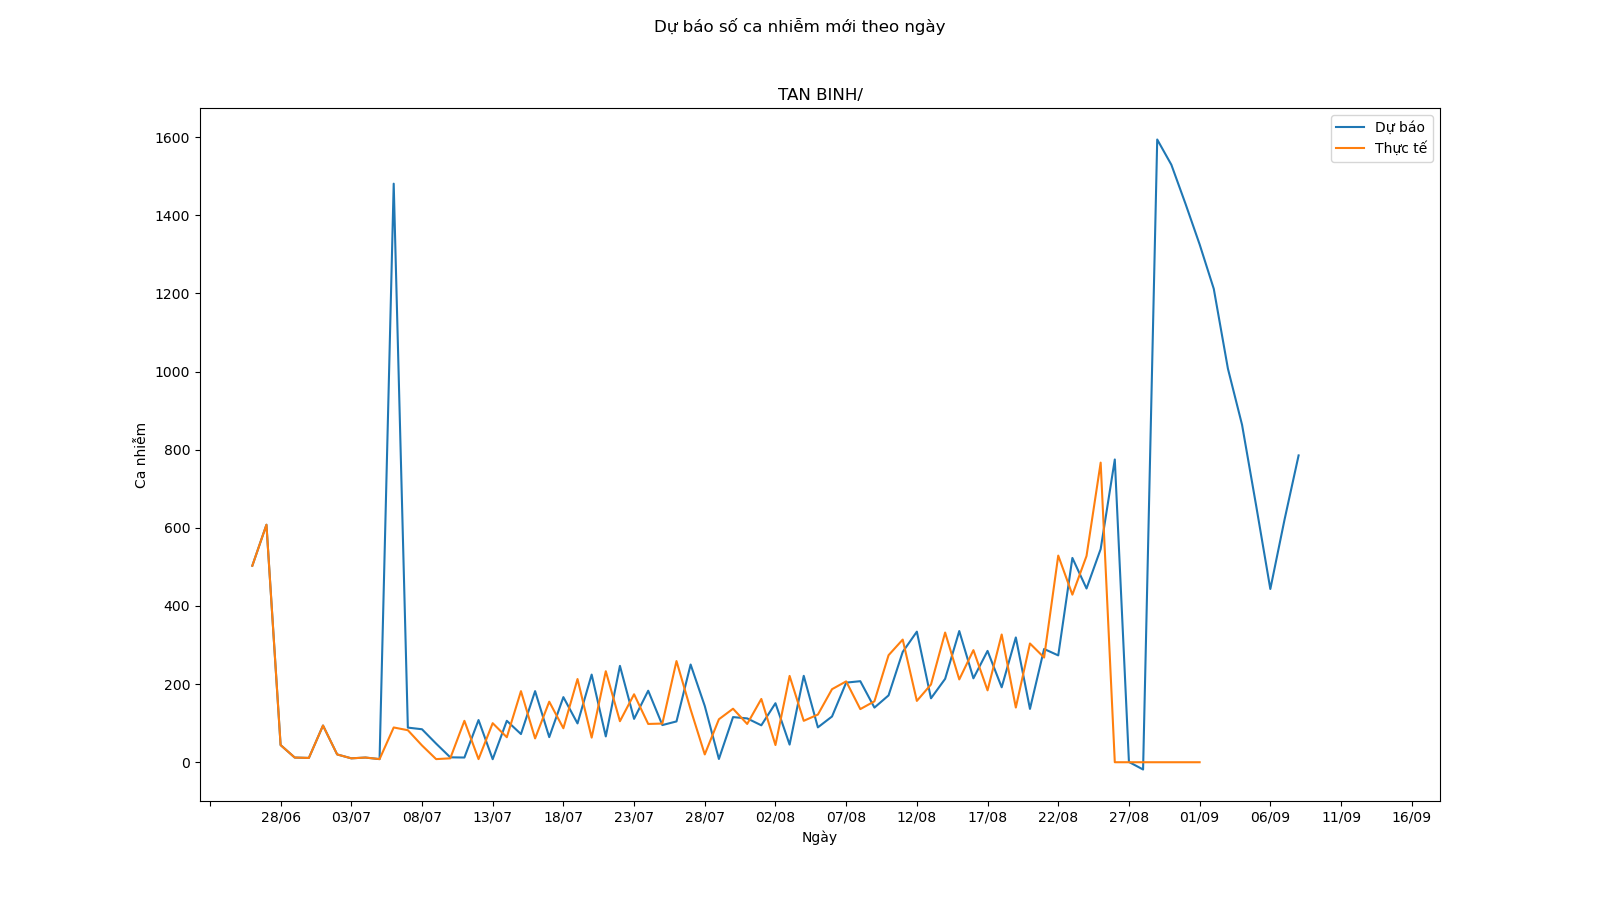 Dự báo số ca nhiễm mới theo ngày
TAN BINH/
Dự báo
Thực tế
1600
1400
1200
1000
800
600
400
200
0
Ca nhiễm
28/06 03/07 08/07 13/07 18/07 23/07 28/07 02/08 07/08 12/08 17/08 22/08 27/08 01/09 06/09 11/09 16/09
Ngày